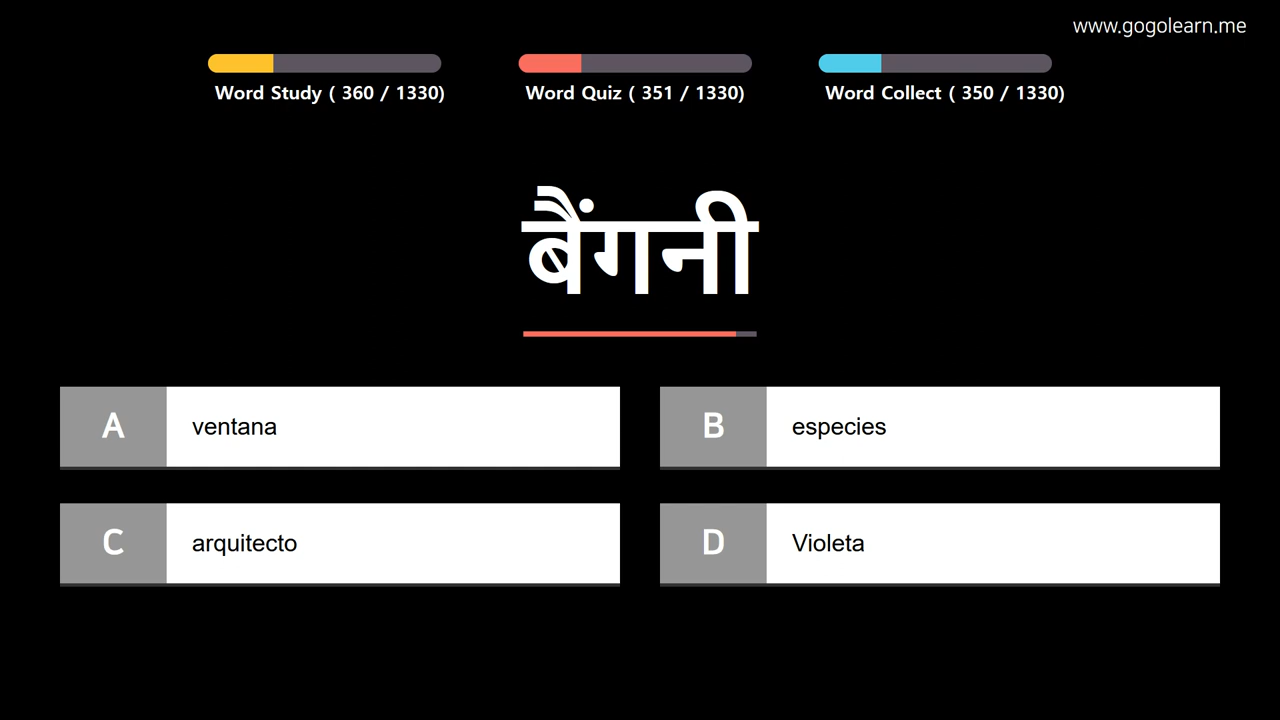 www.gogolearn.me
Word Study ( 360 / 1330)
Word Quiz ( 351 / 1330)
Word Collect ( 350 / 1330)
बैंगनी
A
ventana
B
especies
C
arquitecto
D
Violeta